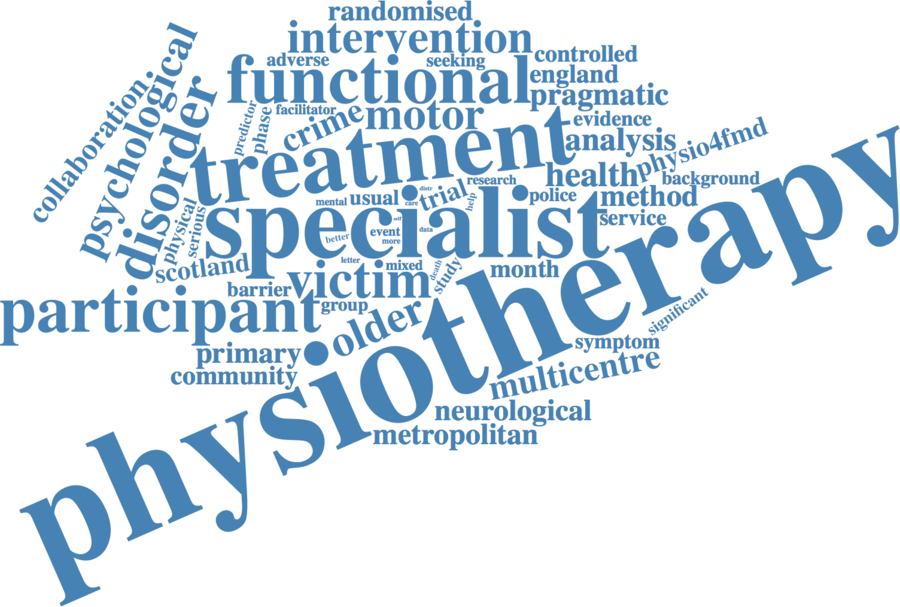 randomised
intervention
adverse
seeking
controlled
functional
england
pragmatic
collaboration
psychological
disorder
predictor
phase
facilitator
crime
motor
evidence
treatment
analysis
physio4fmd
health
background
research
mental
usual
care
distr
trial
help
police
method
service
physical
serious
specialist
self
event
data
better
more
scotland
letter
mixed
death
study
month
barrier
victim
participant
group
older
significant
symptom
primary
community
multicentre
physiotherapy
neurological
metropolitan